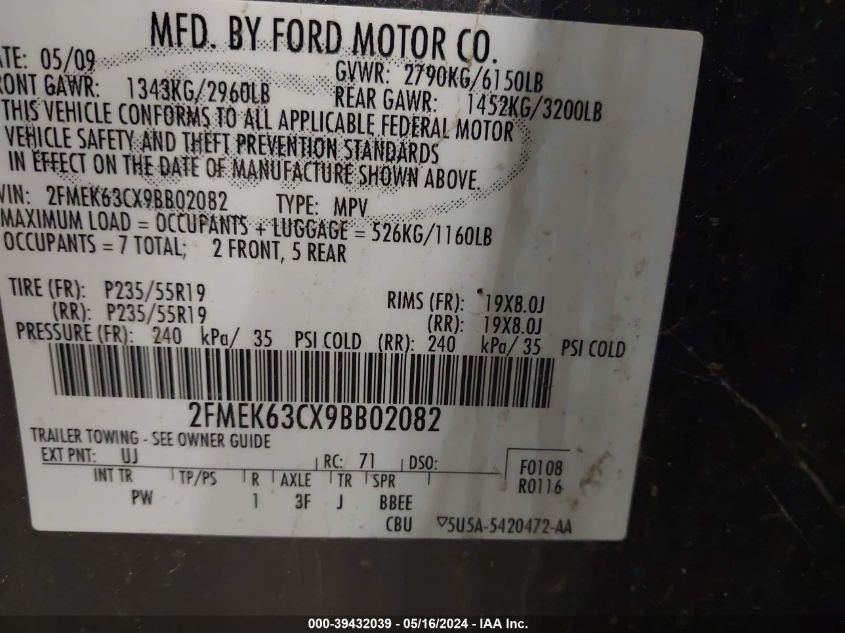 MFD. BY FORD MOTOR CO.
ATE: 05/09 GVWR: 2790KG/6150LB
RONT GAWR: 1343KG/2960LB REAR GAWR: 1452KG/3200LB
THIS VEHICLE CONFORMS TO ALL APPLICABLE FEDERAL MOTOR
VEHICLE SAFETY AND THEFT PREVENTION STANDARDS
IN EFFECT ON THE DATE OF MANUFACTURE SHOWN ABOVE.
VIN: 2FMEK63CX9BB02082 TYPE: MPV
MAXIMUM LOAD = OCCUPANTS + LUGGAGE = 526KG/1160LB
OCCUPANTS = 7 TOTAL; 2 FRONT, 5 REAR
TIRE (FR): P235/55R19 RIMS (FR): 19X8.0J
(RR): P235/55R19 (RR): 19X8.0J
PRESSURE (FR): 240 kPa/ 35 PSI COLD (RR): 240 kPa/ 35 PSI COLD
2FMEK63CX9BB02082
TRAILER TOWING - SEE OWNER GUIDE
EXT PNT: UJ RC: 71 DSO: F0108
INT TR TP/PS R AXLE TR SPR R0116
PW 1 3F J BBEE
CBU ▽5U5A-5420472-AA
000-39432039 - 05/16/2024 - IAA Inc.